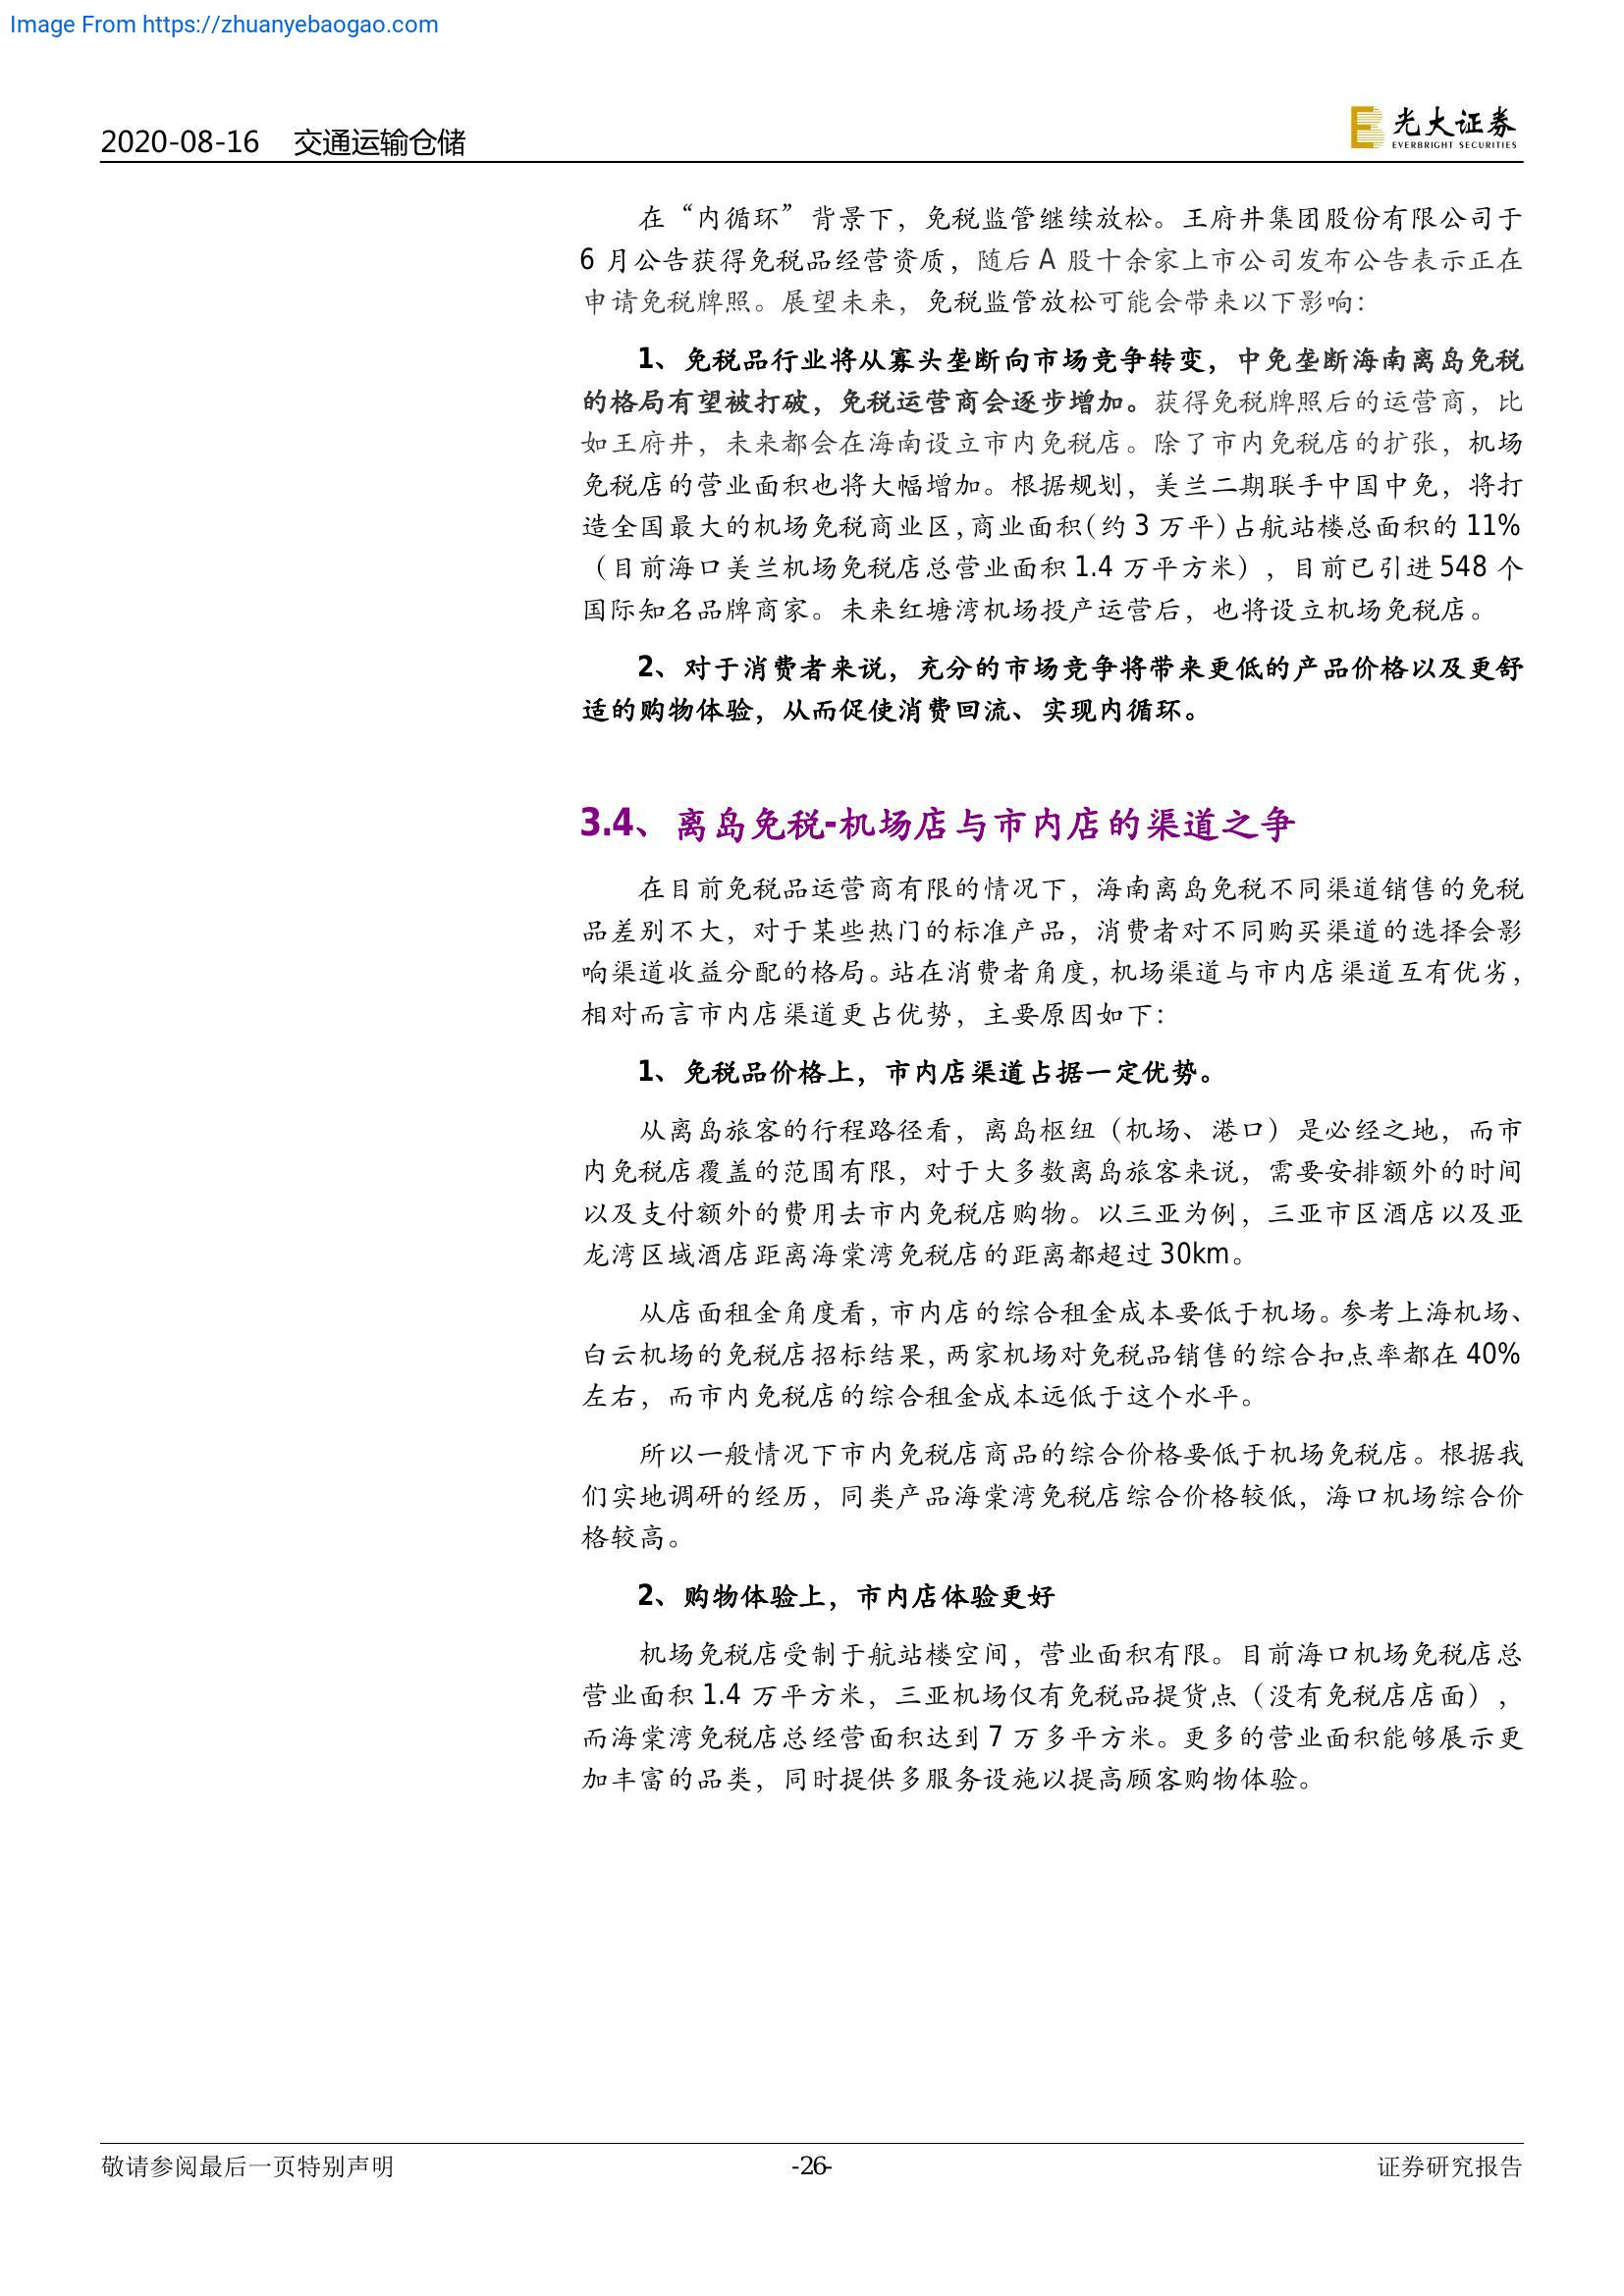 Image From https://zhuanyebaogao.com
2020-08-16 交通运输仓储
光大证券
EVERBRIGHT SECURITIES
在“内循环”背景下，免税监管继续放松。王府井集团股份有限公司于
6 月公告获得免税品经营资质，随后 A 股十余家上市公司发布公告表示正在
申请免税牌照。展望未来，免税监管放松可能会带来以下影响：
1、免税品行业将从寡头垄断向市场竞争转变，中免垄断海南离岛免税
的格局有望被打破，免税运营商会逐步增加。获得免税牌照后的运营商，比
如王府井，未来都会在海南设立市内免税店。除了市内免税店的扩张，机场
免税店的营业面积也将大幅增加。根据规划，美兰二期联手中国中免，将打
造全国最大的机场免税商业区，商业面积（约 3 万平）占航站楼总面积的 11%
（目前海口美兰机场免税店总营业面积 1.4 万平方米），目前已引进 548 个
国际知名品牌商家。未来红塘湾机场投产运营后，也将设立机场免税店。
2、对于消费者来说，充分的市场竞争将带来更低的产品价格以及更舒
适的购物体验，从而促使消费回流、实现内循环。
3.4、离岛免税-机场店与市内店的渠道之争
在目前免税品运营商有限的情况下，海南离岛免税不同渠道销售的免税
品差别不大，对于某些热门的标准产品，消费者对不同购买渠道的选择会影
响渠道收益分配的格局。站在消费者角度，机场渠道与市内店渠道互有优劣，
相对而言市内店渠道更占优势，主要原因如下：
1、免税品价格上，市内店渠道占据一定优势。
从离岛旅客的行程路径看，离岛枢纽（机场、港口）是必经之地，而市
内免税店覆盖的范围有限，对于大多数离岛旅客来说，需要安排额外的时间
以及支付额外的费用去市内免税店购物。以三亚为例，三亚市区酒店以及亚
龙湾区域酒店距离海棠湾免税店的距离都超过 30km。
从店面租金角度看，市内店的综合租金成本要低于机场。参考上海机场、
白云机场的免税店招标结果，两家机场对免税品销售的综合扣点率都在 40%
左右，而市内免税店的综合租金成本远低于这个水平。
所以一般情况下市内免税店商品的综合价格要低于机场免税店。根据我
们实地调研的经历，同类产品海棠湾免税店综合价格较低，海口机场综合价
格较高。
2、购物体验上，市内店体验更好
机场免税店受制于航站楼空间，营业面积有限。目前海口机场免税店总
营业面积 1.4 万平方米，三亚机场仅有免税品提货点（没有免税店店面），
而海棠湾免税店总经营面积达到 7 万多平方米。更多的营业面积能够展示更
加丰富的品类，同时提供多服务设施以提高顾客购物体验。
敬请参阅最后一页特别声明 -26- 证券研究报告